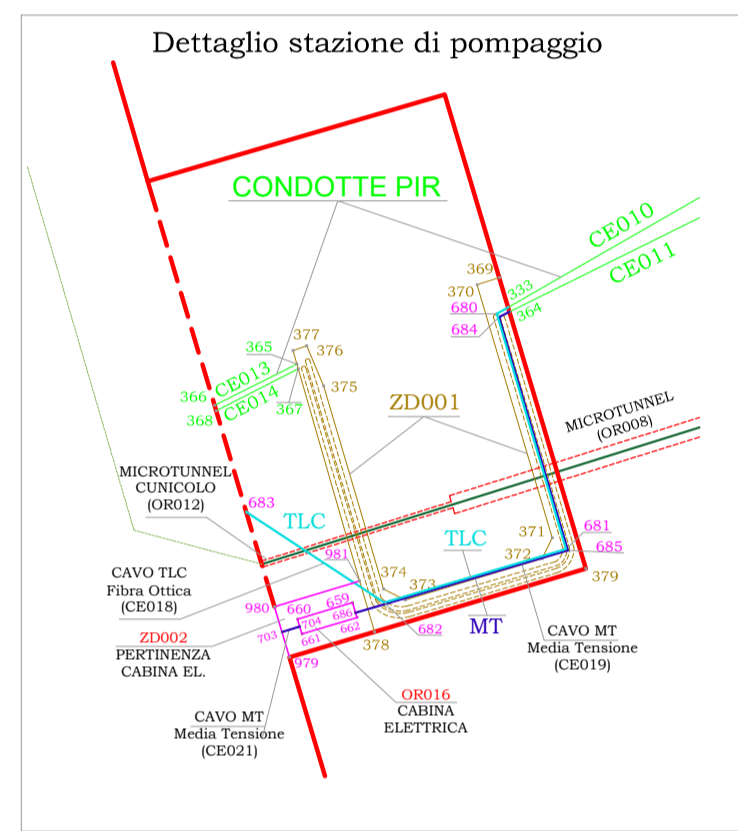 Dettaglio stazione di pompaggio
CONDOTTE PIR
CE010
CE011
369
370
333
680
364
684
377
365
376
375
CE013
366
CE014
367
368
ZD001
MICROTUNNEL
(OR008)
MICROTUNNEL
CUNICOLO
(OR012)
683
TLC
TLC
981
371
681
372
685
379
374
373
CAVO TLC
Fibra Ottica
(CE018)
980
660
659
704
686
703
661
662
682
MT
378
979
ZD002
PERTINENZA
CABINA EL.
CAVO MT
Media Tensione
(CE019)
OR016
CABINA
ELETTRICA
CAVO MT
Media Tensione
(CE021)